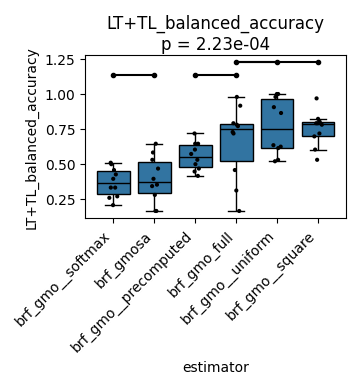 LT+TL_balanced_accuracy
p = 2.23e-04
LT+TL_balanced_accuracy
1.25
1.00
0.75
0.50
0.25
brf_gmo__softmax
brf_gmosa
brf_gmo__precomputed
brf_gmo_full
brf_gmo__uniform
brf_gmo__square
estimator